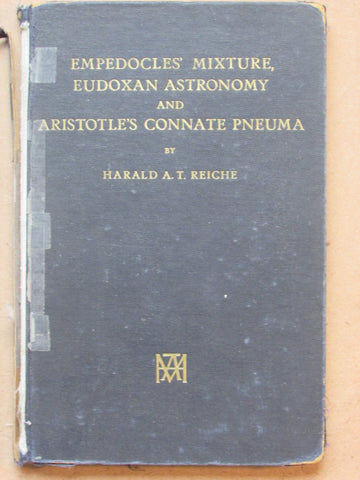 EMPEDOCLES' MIXTURE,
EUDOXAN ASTRONOMY
AND
ARISTOTLE'S CONNATE PNEUMA
BY
HARALD A. T. REICHE